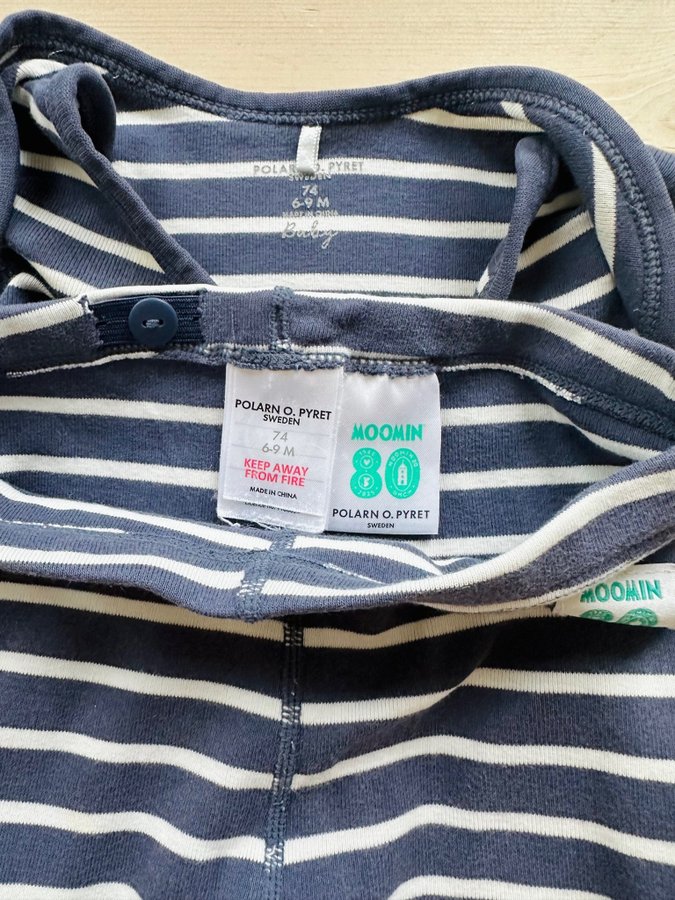 POLARN O. PYRET
74
6-9 M
MADE IN CHINA
Baby
POLARN O. PYRET
SWEDEN
74
6-9 M
KEEP AWAY
FROM FIRE
MADE IN CHINA
MOOMIN
80
POLARN O. PYRET
SWEDEN
MOOMIN